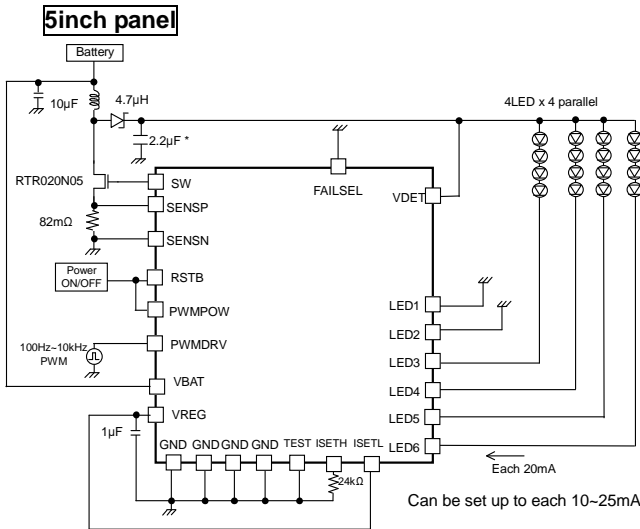 5inch panel
Battery
10μF
4.7μH
4LED x 4 parallel
2.2μF *
RTR020N05
SW
FAILSEL
VDET
SENSP
82mΩ
SENSN
Power
ON/OFF
RSTB
PWMPOW
LED1
LED2
100Hz~10kHz
PWM
PWMDRV
LED3
VBAT
LED4
VREG
LED5
1μF
GND GND GND GND TEST ISETH ISETL
LED6
24kΩ
Each 20mA
Can be set up to each 10~25mA